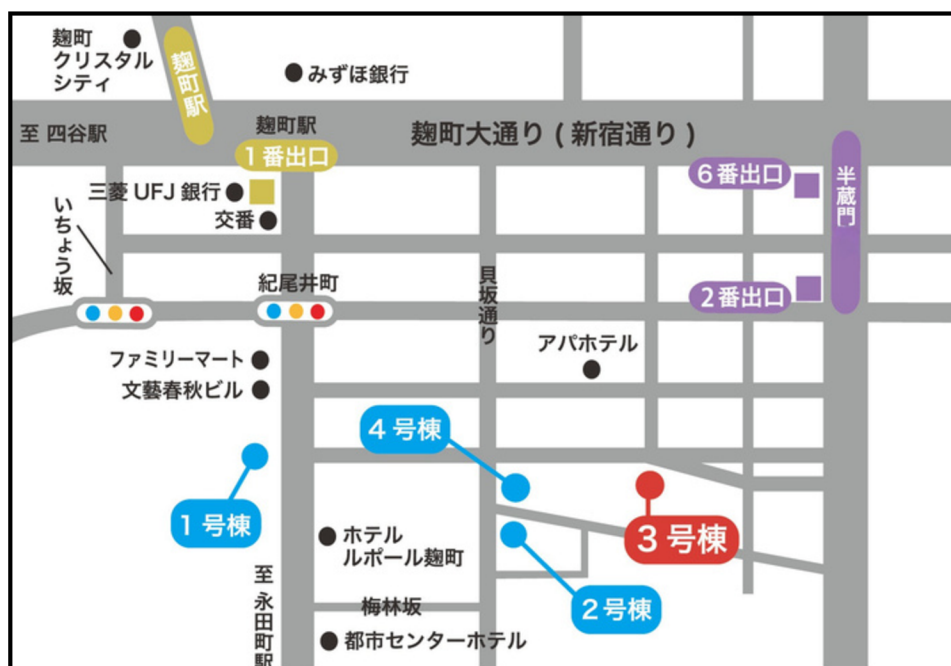 麹町
クリスタル
シティ
麹町駅
みずほ銀行
至 四谷駅
麹町駅
1番出口
麹町大通り(新宿通り)
6番出口
半蔵門
三菱UFJ銀行
交番
いちょう坂
紀尾井町
貝坂通り
2番出口
ファミリーマート
文藝春秋ビル
アパホテル
4号棟
1号棟
3号棟
ホテル
ルポール麹町
2号棟
至 永田町駅
梅林坂
都市センターホテル